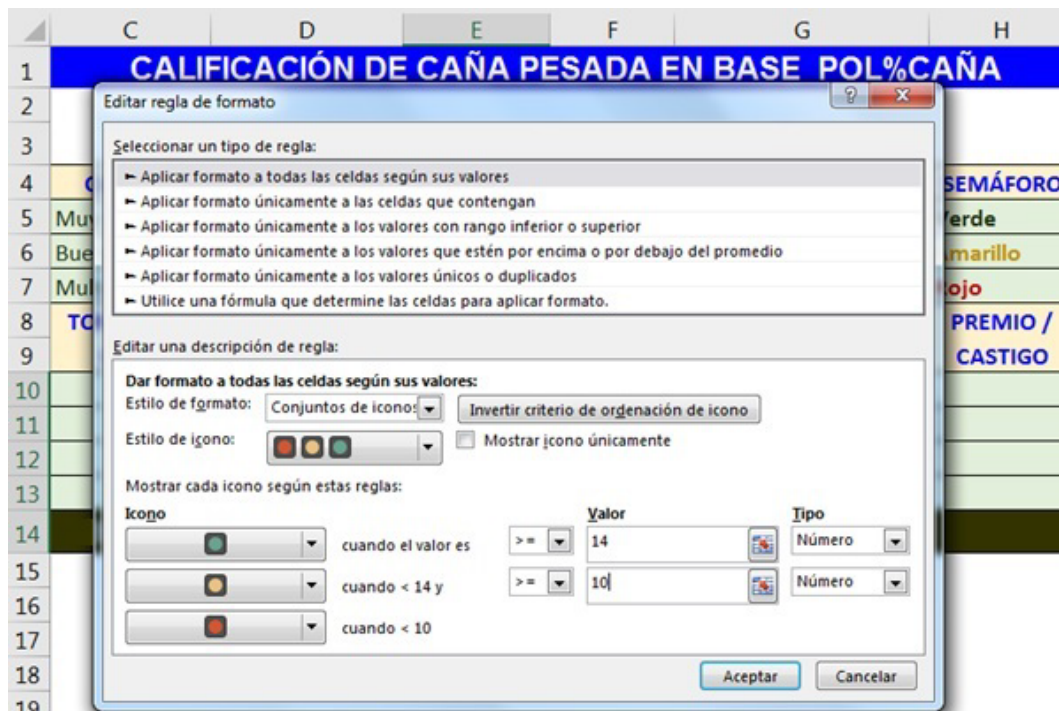 C D E F G H
1 CALIFICACIÓN DE CAÑA PESADA EN BASE POL%CAÑA
2 Editar regla de formato
3 Seleccionar un tipo de regla:
4 Aplicar formato a todas las celdas según sus valores SEMÁFORO
Aplicar formato únicamente a las celdas que contengan
5 Aplicar formato únicamente a los valores con rango inferior o superior
6 Aplicar formato únicamente a los valores que estén por encima o por debajo del promedio
Aplicar formato únicamente a los valores únicos o duplicados
7 Utilice una fórmula que determine las celdas para aplicar formato.
8 PREMIO /
9 Editar una descripción de regla: CASTIGO
10 Dar formato a todas las celdas según sus valores:
Estilo de formato: Conjuntos de iconos Invertir criterio de ordenación de icono
11
12 Estilo de icono: Mostrar icono únicamente
13 Mostrar cada icono según estas reglas:
Icono Valor Tipo
14 cuando el valor es >= 14 Número
15
16 cuando < 14 y >= 10 Número
17 cuando < 10
18 Aceptar Cancelar
19